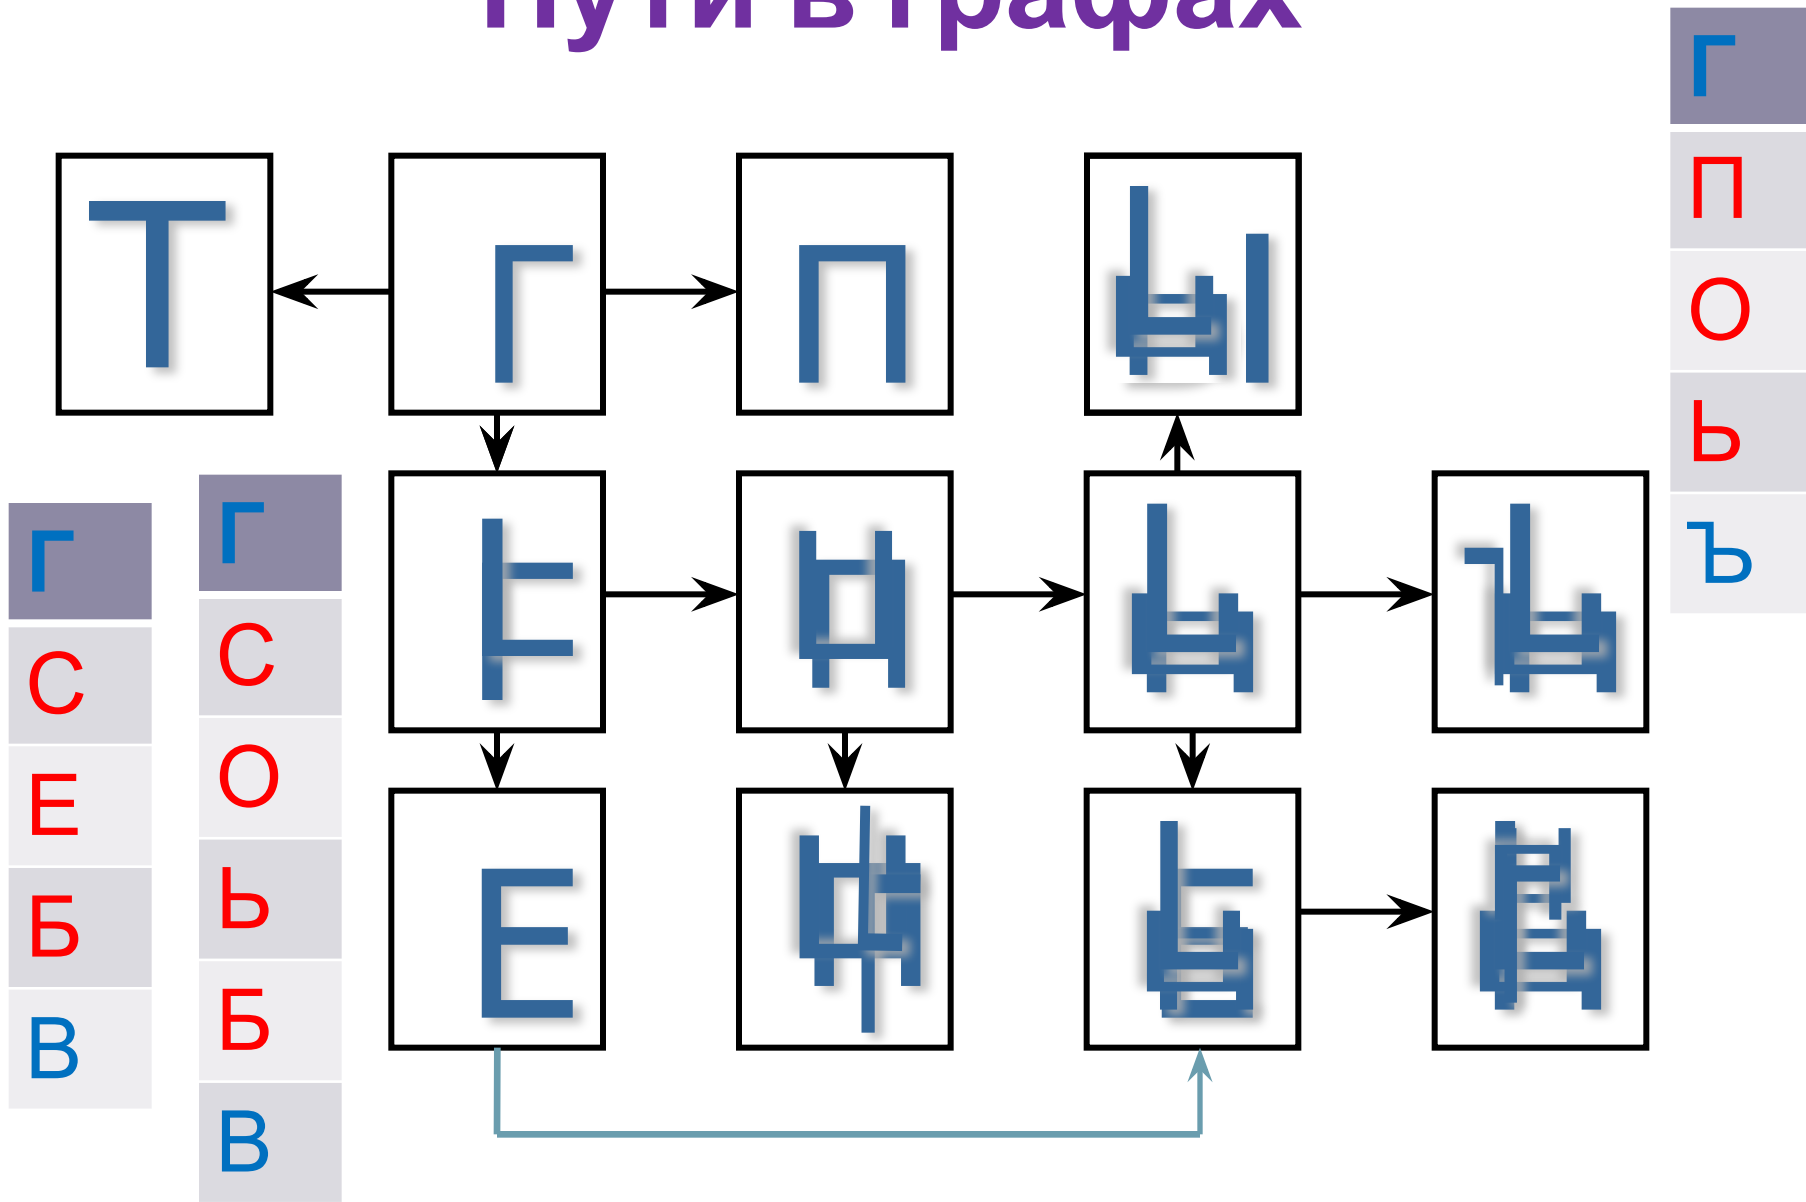 Пути в графах
Т
Г
П
Ы
Е
Г
С
Е
Б
В
Г
С
О
Ь
Б
В
Г
П
О
Ь
Ъ